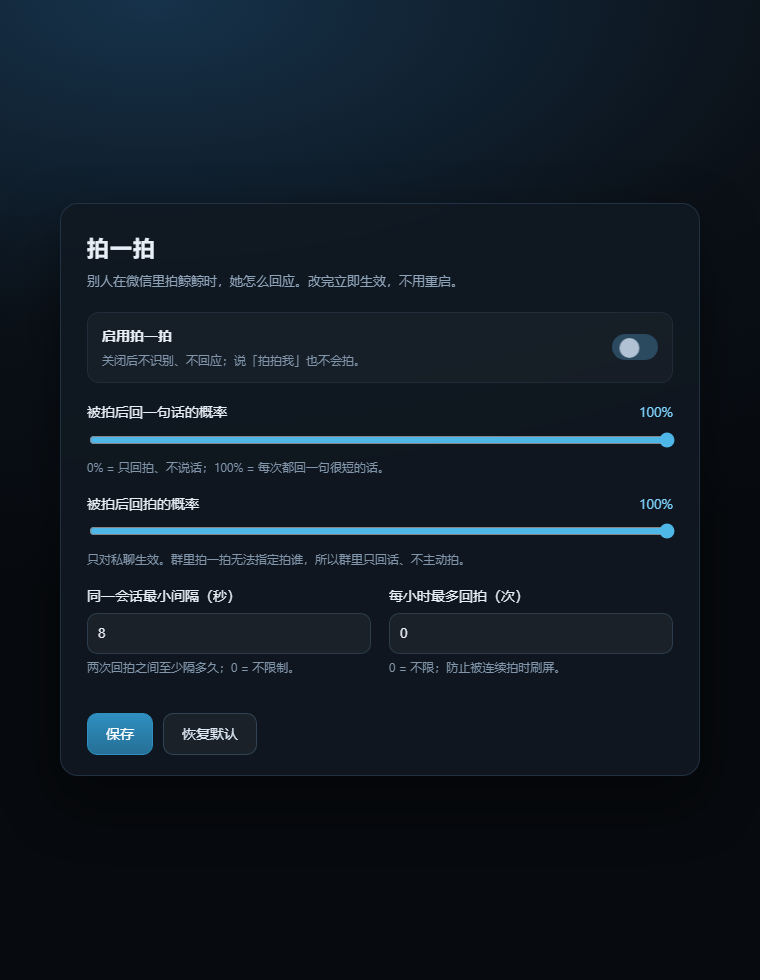 拍一拍
别人在微信里拍鲸鲸时，她怎么回应。改完立即生效，不用重启。
启用拍一拍
关闭后不识别、不回应；说「拍拍我」也不会拍。
被拍后回一句话的概率 100%
0% = 只回拍、不说话；100% = 每次都回一句很短的话。
被拍后回拍的概率 100%
只对私聊生效。群里拍一拍无法指定拍谁，所以群里只回话、不主动拍。
同一会话最小间隔（秒） 每小时最多回拍（次）
8 0
两次回拍之间至少隔多久；0 = 不限制。 0 = 不限；防止被连续拍时刷屏。
保存 恢复默认